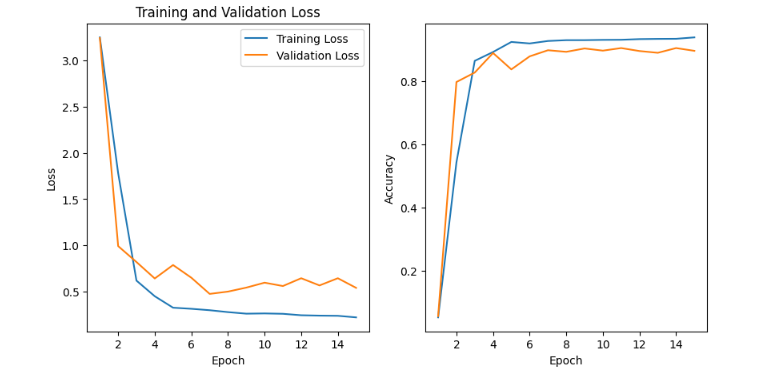 Training and Validation Loss
Training Loss
Validation Loss
3.0
2.5
2.0
1.5
1.0
0.5
Loss
2 4 6 8 10 12 14
Epoch
0.8
0.6
0.4
0.2
Accuracy
2 4 6 8 10 12 14
Epoch